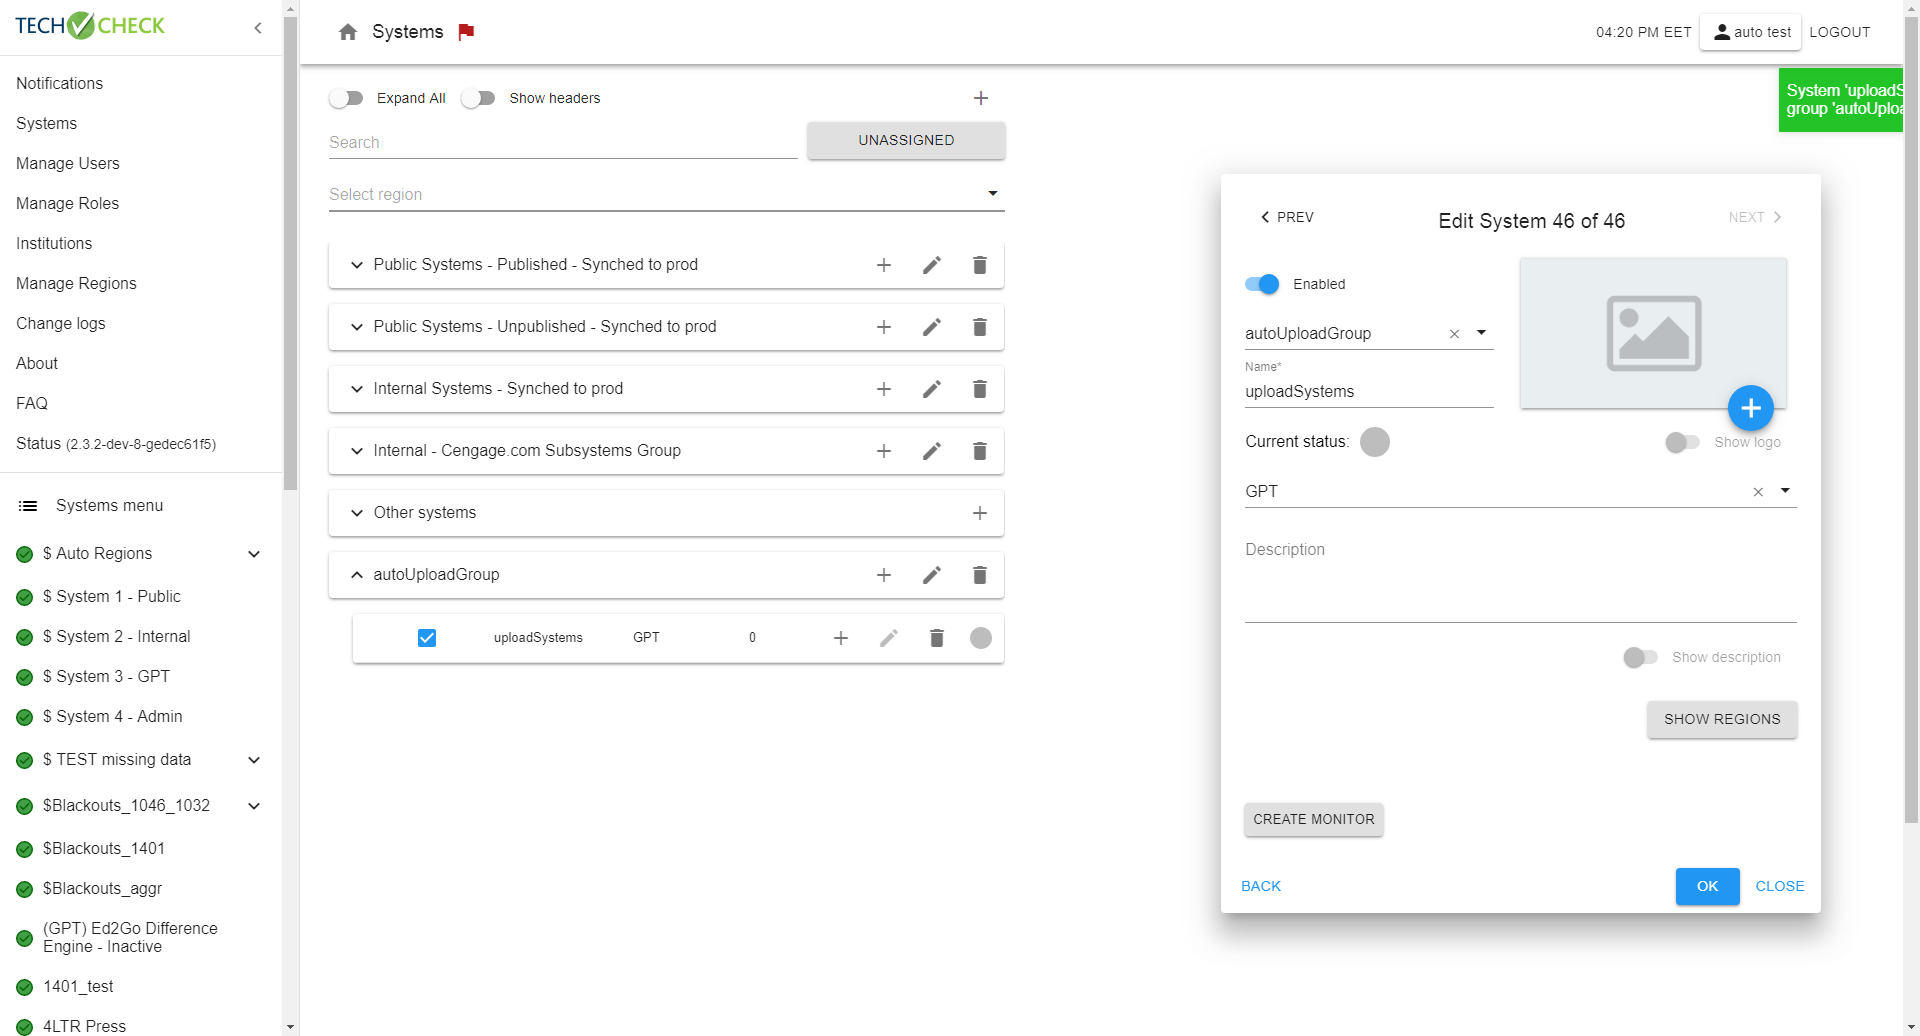 TECH CHECK
Systems
04:20 PM EET
auto test
LOGOUT
Notifications
Systems
Manage Users
Manage Roles
Institutions
Manage Regions
Change logs
About
FAQ
Status (2.3.2-dev-8-gedec61f5)
Systems menu
$ Auto Regions
$ System 1 - Public
$ System 2 - Internal
$ System 3 - GPT
$ System 4 - Admin
$ TEST missing data
$Blackouts_1046_1032
$Blackouts_1401
$Blackouts_aggr
(GPT) Ed2Go Difference
Engine - Inactive
1401_test
4LTR Press
Expand All
Show headers
Search
UNASSIGNED
Select region
Public Systems - Published - Synched to prod
Public Systems - Unpublished - Synched to prod
Internal Systems - Synched to prod
Internal - Cengage.com Subsystems Group
Other systems
autoUploadGroup
uploadSystems GPT 0
System 'uploadS
group 'autoUploa
PREV
Edit System 46 of 46
NEXT
Enabled
autoUploadGroup
Name*
uploadSystems
Current status:
Show logo
GPT
Description
Show description
SHOW REGIONS
CREATE MONITOR
BACK
OK
CLOSE